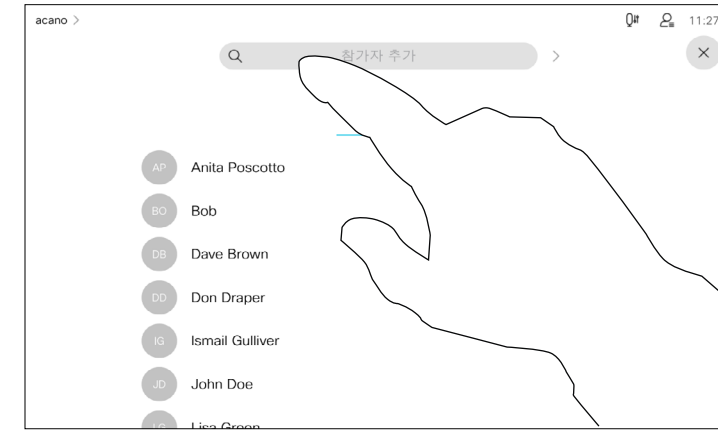 acano >
11:27
참가자 추가
AP Anita Poscotto
BO Bob
DB Dave Brown
DD Don Draper
IG Ismail Gulliver
JD John Doe
LG Lisa Green